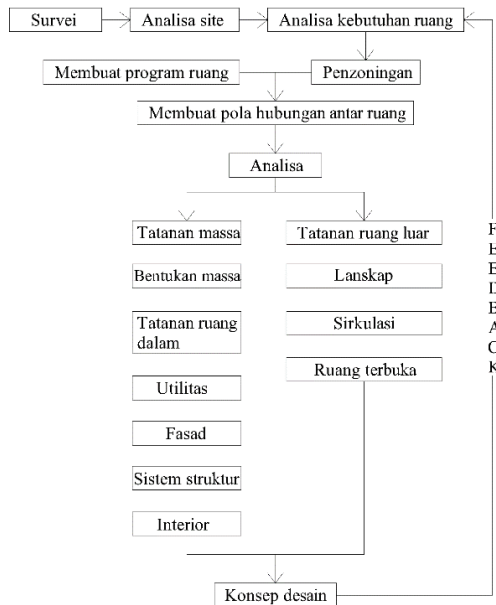 Survei
Analisa site
Analisa kebutuhan ruang
Membuat program ruang
Penzoningan
Membuat pola hubungan antar ruang
Analisa
Tatanan massa
Bentukan massa
Tatanan ruang
dalam
Utilitas
Fasad
Sistem struktur
Interior
Tatanan ruang luar
Lanskap
Sirkulasi
Ruang terbuka
F
E
E
D
B
A
C
K
Konsep desain